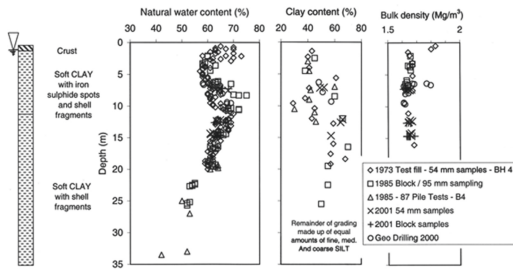 Natural water content (%)
Clay content (%)
Bulk density (Mg/m³)
30 40 50 60 70 80
20 40 60 80
1.5 2
0
5
10
15
20
25
30
35
Depth (m)
Crust
Soft CLAY
with iron
sulphide spots
and shell
fragments
Soft CLAY
with shell
fragments
Remainder of grading
made up of equal
amounts of fine, med.
And coarse SILT
1973 Test fill - 54 mm samples - BH 4
1985 Block / 95 mm sampling
1985 - 87 Pile Tests - B4
2001 54 mm samples
2001 Block samples
Geo Drilling 2000